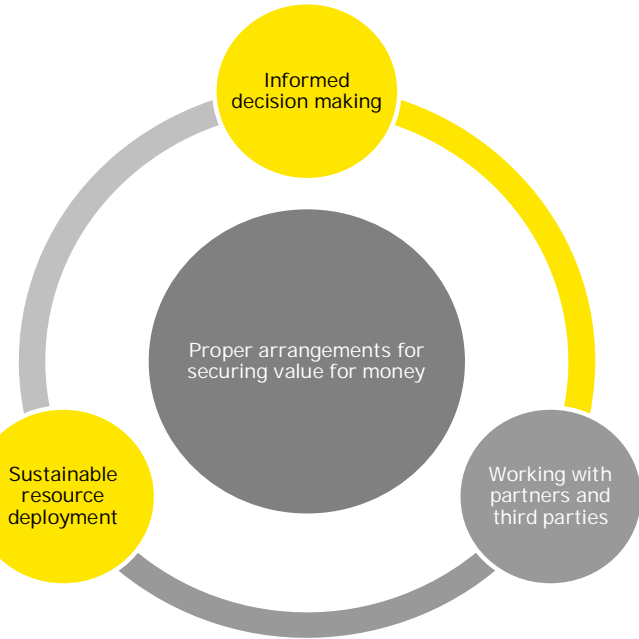 Informed
decision making
Proper arrangements for
securing value for money
Sustainable
resource
deployment
Working with
partners and
third parties